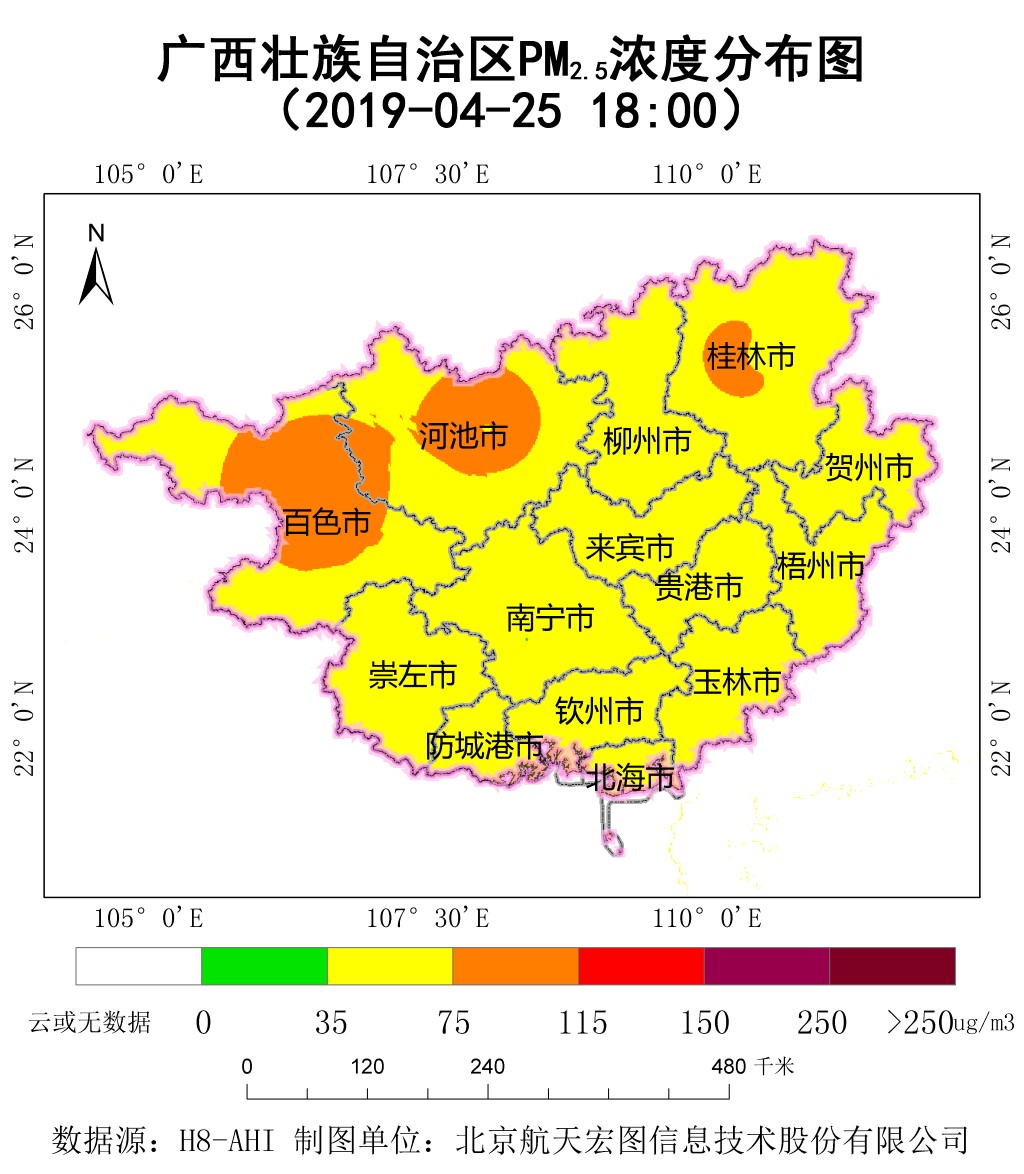 广西壮族自治区PM2.5浓度分布图
(2019-04-25 18:00)
105° 0'E 107° 30'E 110° 0'E
26° 0'N 26° 0'N
N
桂林市
河池市
柳州市
贺州市
24° 0'N 24° 0'N
百色市
来宾市
梧州市
贵港市
南宁市
崇左市
玉林市
22° 0'N 22° 0'N
钦州市
防城港市
北海市
105° 0'E 107° 30'E 110° 0'E
云或无数据 0 35 75 115 150 250 >250ug/m3
0 120 240 480 千米
数据源: H8-AHI 制图单位: 北京航天宏图信息技术股份有限公司